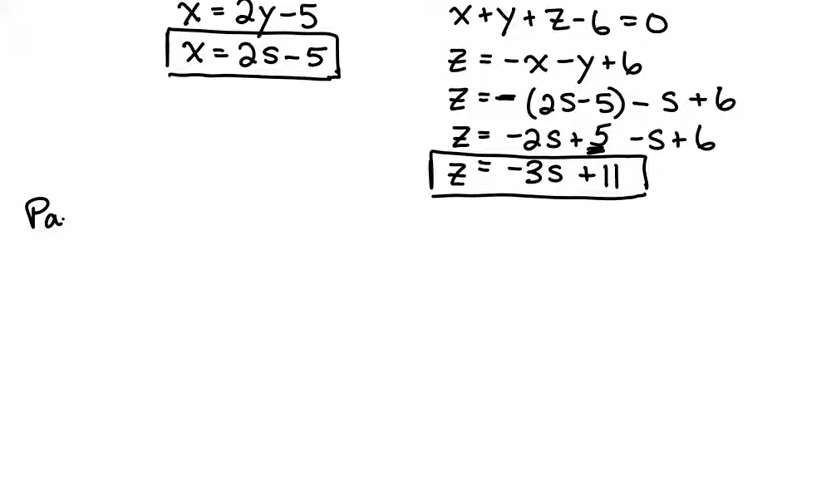 x = 2y - 5
x = 2s - 5
x + y + z - 6 = 0
z = -x - y + 6
z = -(2s - 5) - s + 6
z = -2s + 5 - s + 6
z = -3s + 11
Pa